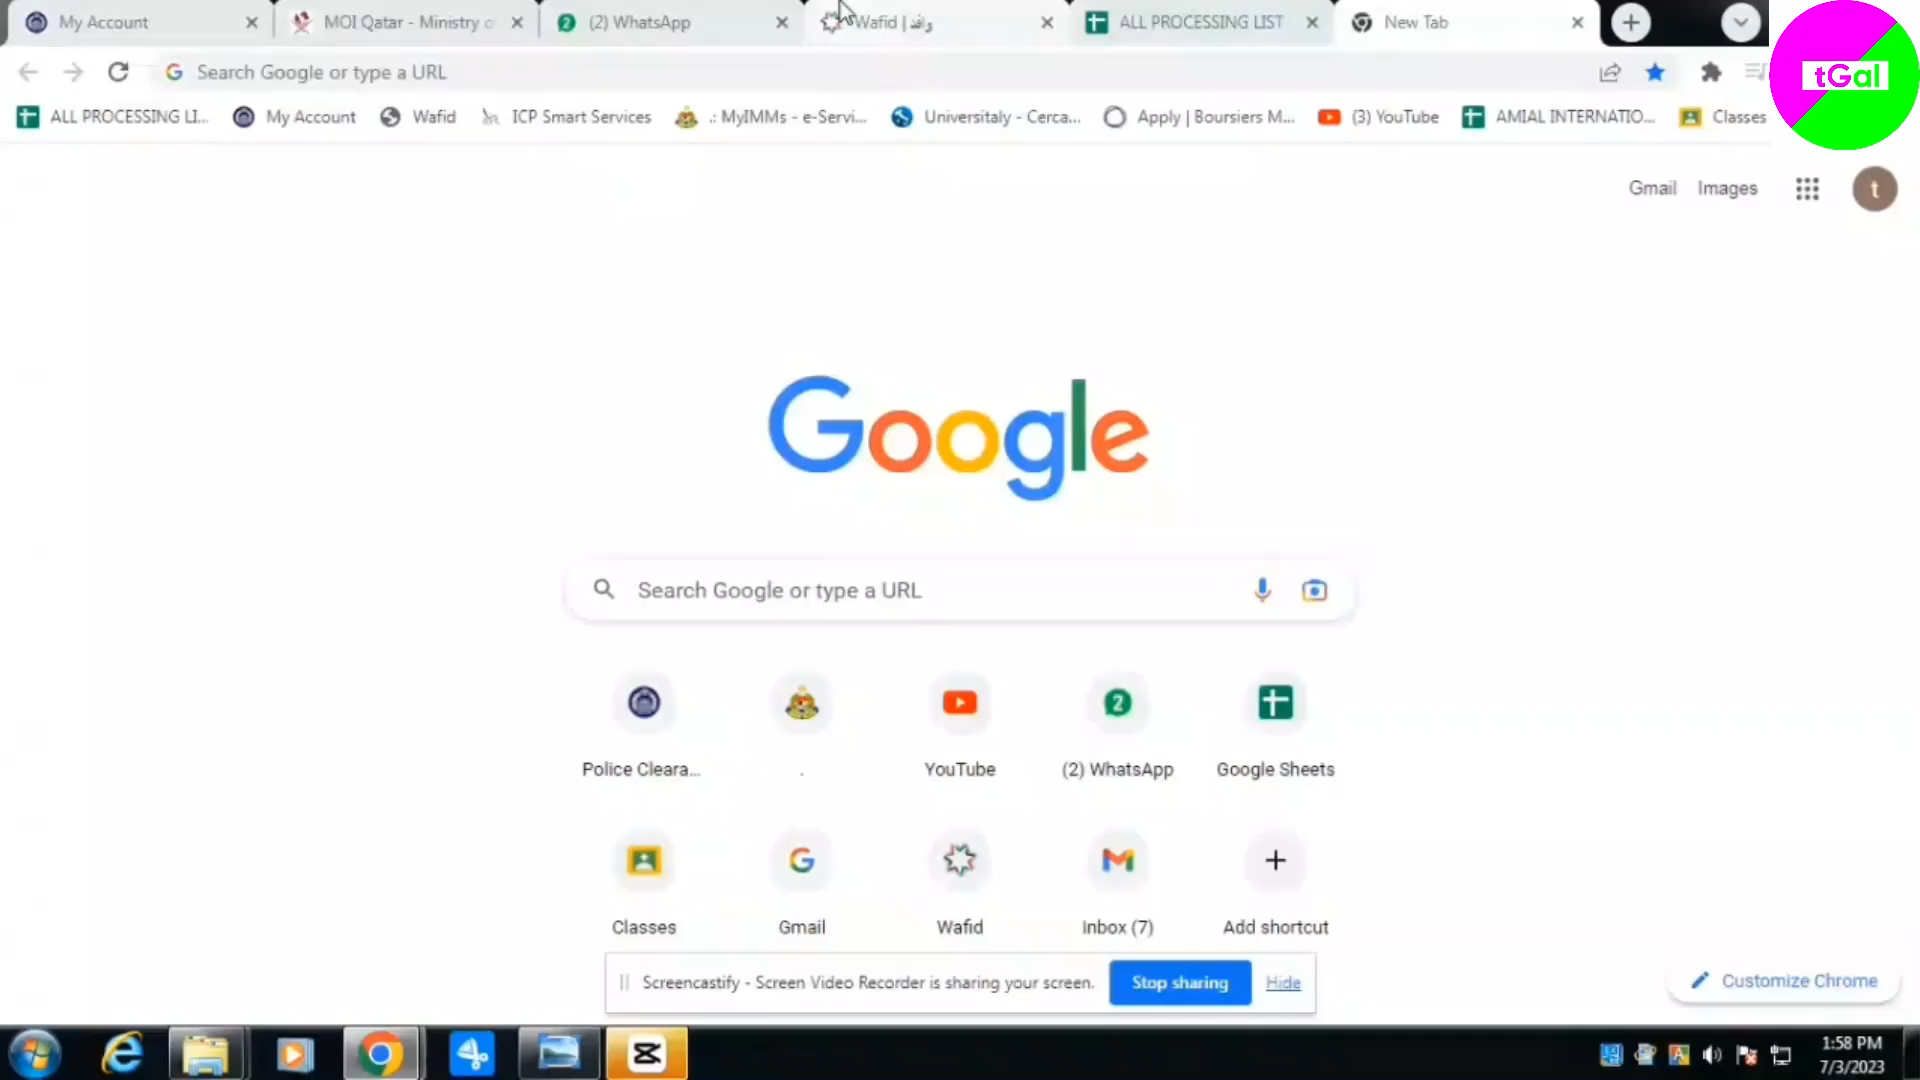 My Account
MOI Qatar - Ministry o
(2) WhatsApp
Wafid | وافد
ALL PROCESSING LIST
New Tab
tGal
Search Google or type a URL
ALL PROCESSING LI...
My Account
Wafid
ICP Smart Services
.: MyIMMs - e-Servi...
Universitaly - Cerca...
Apply | Boursiers M...
(3) YouTube
AMIAL INTERNATIO...
Classes
Gmail
Images
t
Google
Search Google or type a URL
2
Police Cleara...
.
YouTube
(2) WhatsApp
Google Sheets
Classes
Gmail
Wafid
Inbox (7)
Add shortcut
Screencastify - Screen Video Recorder is sharing your screen.
Stop sharing
Hide
Customize Chrome
1:58 PM
7/3/2023